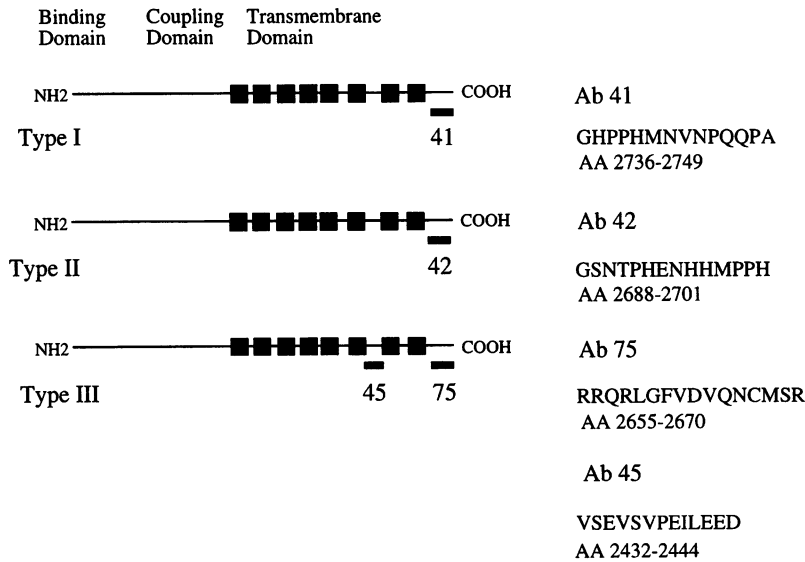 Binding Domain
Coupling Domain
Transmembrane Domain
NH2 COOH
Type I
41
Ab 41
GHPPHMNVNPQQPA
AA 2736-2749
NH2 COOH
Type II
42
Ab 42
GSNTPHENHHMPPH
AA 2688-2701
NH2 COOH
Type III
45 75
Ab 75
RRQRLGFVDVQNCMSR
AA 2655-2670
Ab 45
VSEVSVPEILEED
AA 2432-2444